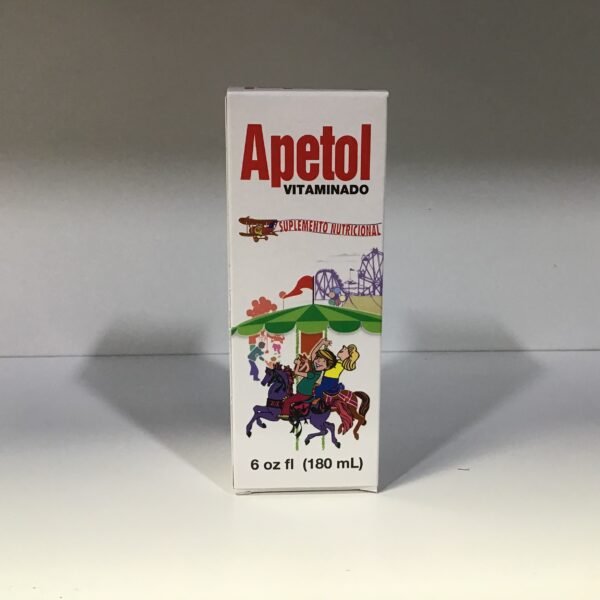 Apetol
VITAMINADO
SUPLEMENTO NUTRICIONAL
6 oz fl (180 mL)